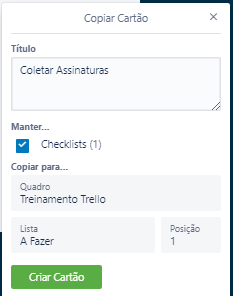 Copiar Cartão
Título
Coletar Assinaturas
Manter...
Checklists (1)
Copiar para...
Quadro
Treinamento Trello
Lista
A Fazer
Posição
1
Criar Cartão